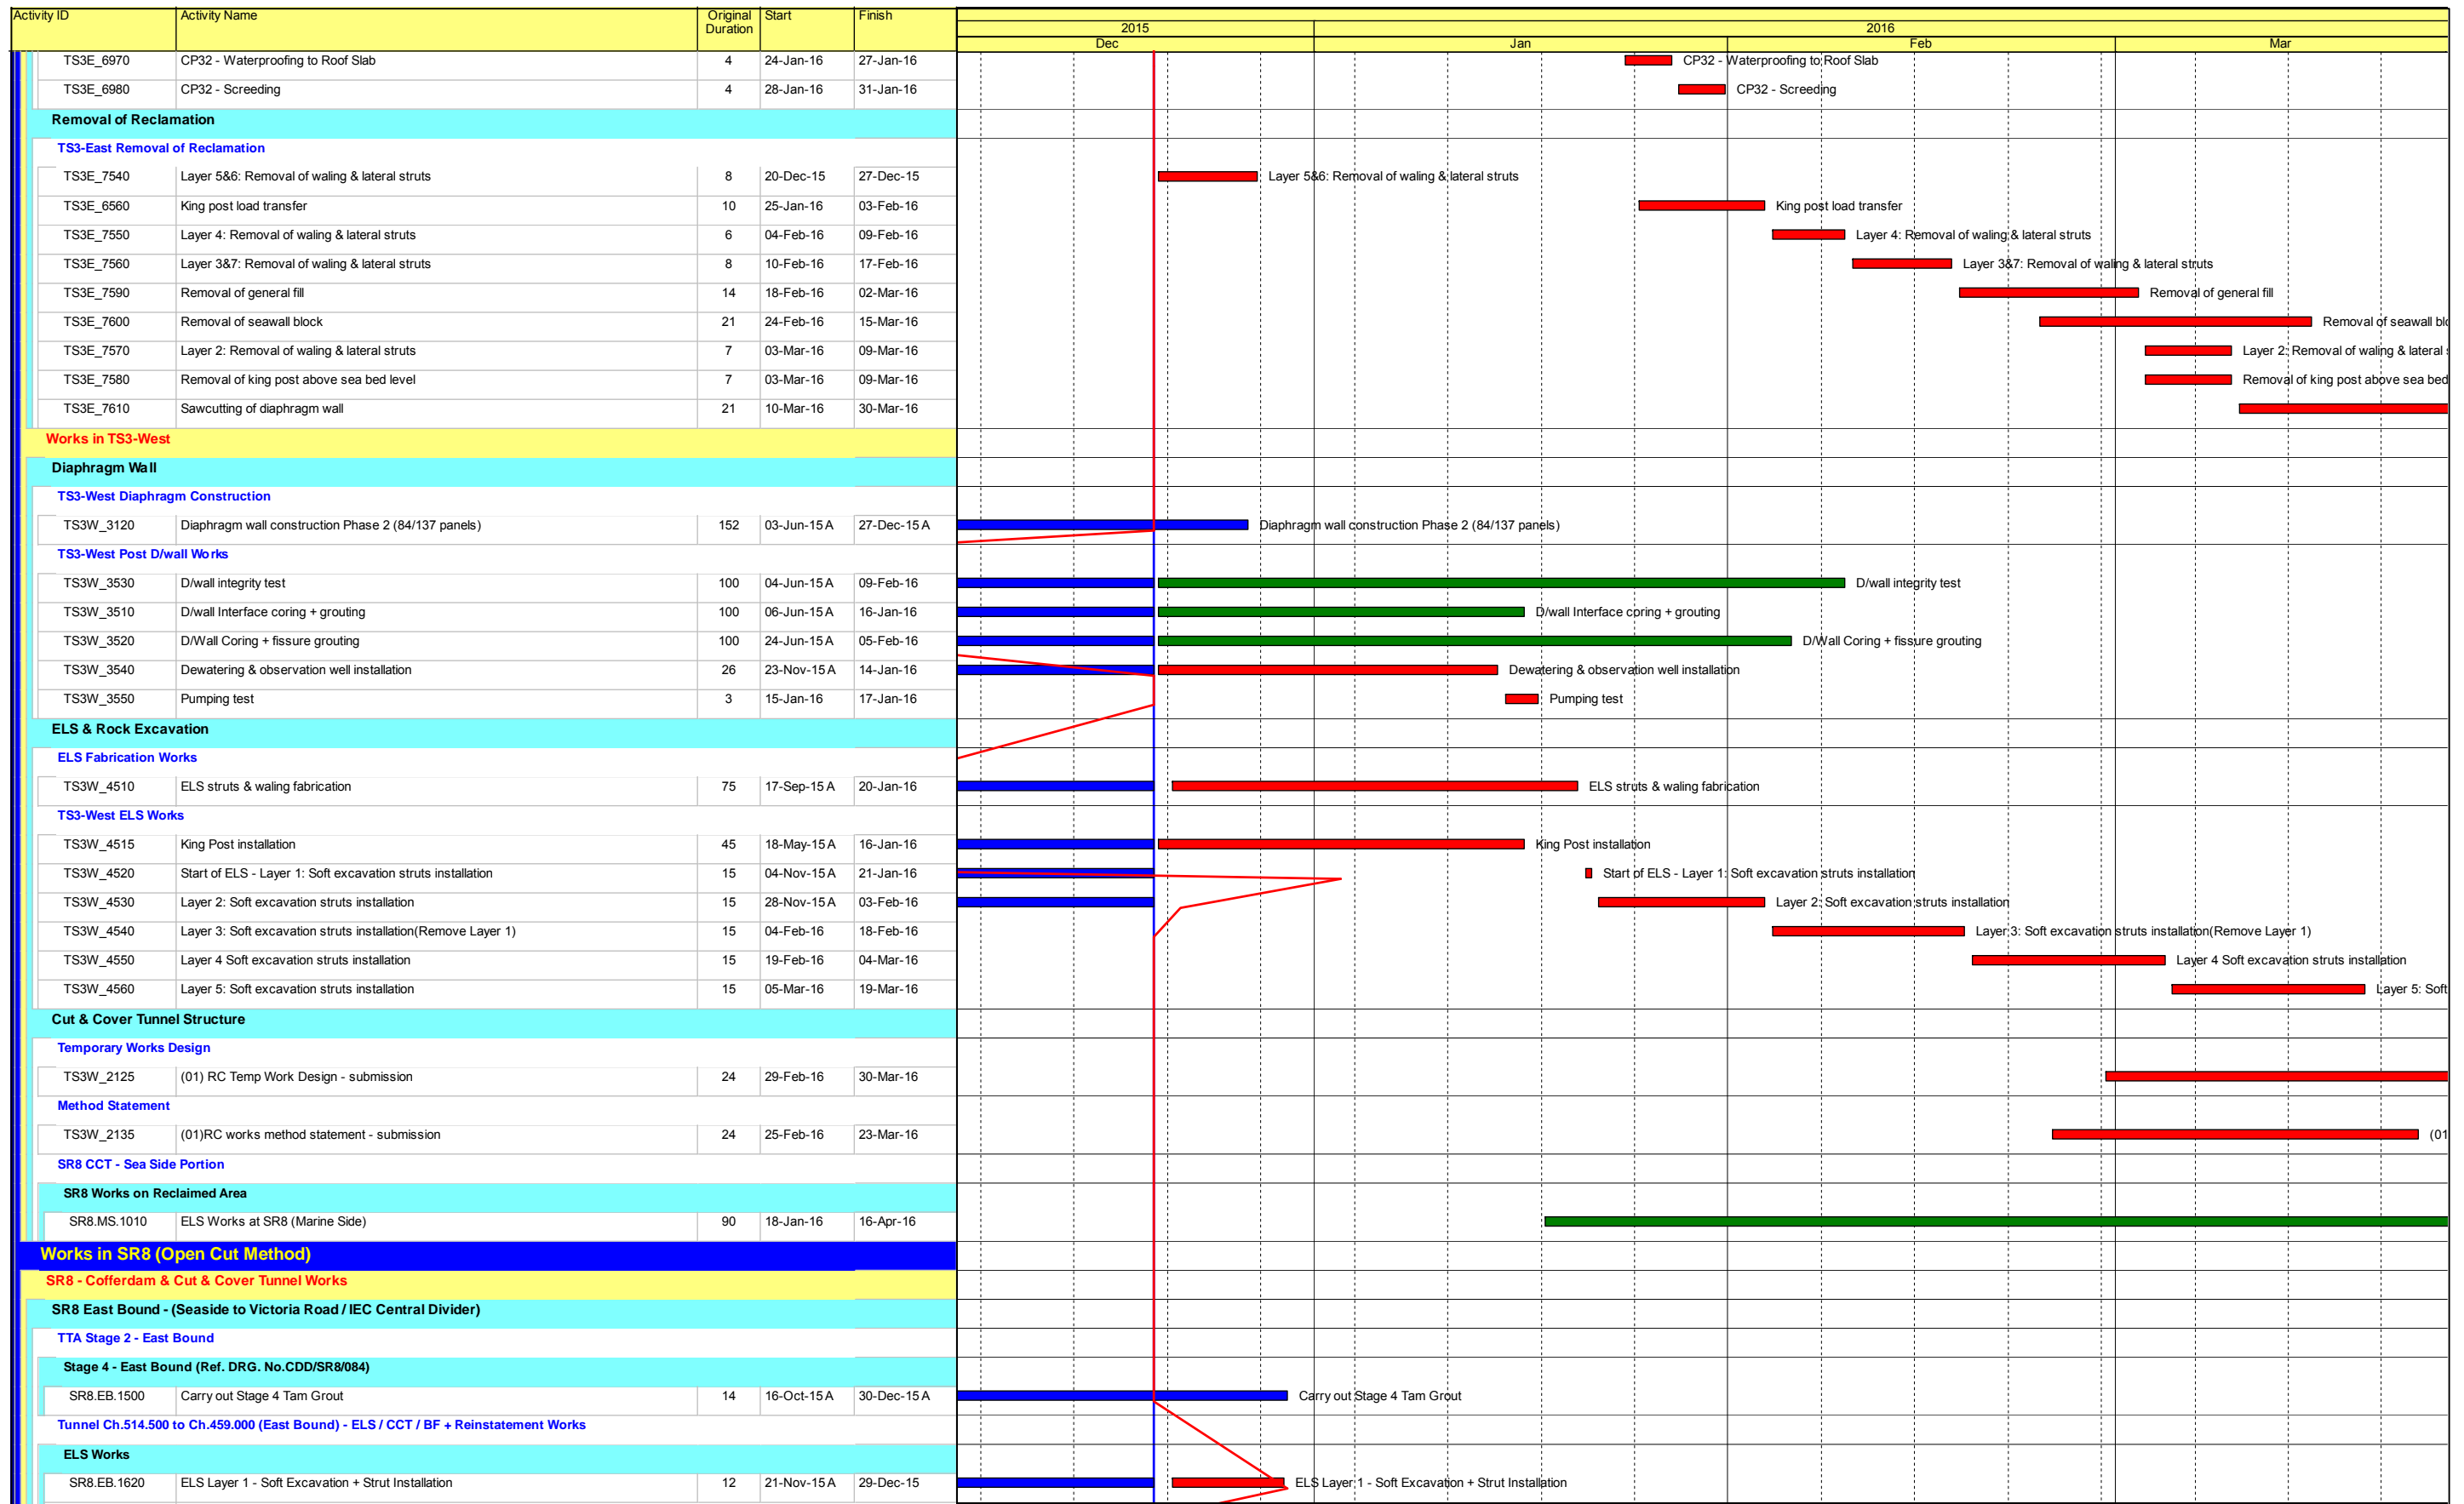 Activity ID Activity Name Original Duration Start Finish
2015 2016
Dec Jan Feb Mar
TS3E_6970 CP32 - Waterproofing to Roof Slab 4 24-Jan-16 27-Jan-16 CP32 - Waterproofing to Roof Slab
TS3E_6980 CP32 - Screeding 4 28-Jan-16 31-Jan-16 CP32 - Screeding
Removal of Reclamation
TS3-East Removal of Reclamation
TS3E_7540 Layer 5&6: Removal of waling & lateral struts 8 20-Dec-15 27-Dec-15 Layer 5&6: Removal of waling & lateral struts
TS3E_6560 King post load transfer 10 25-Jan-16 03-Feb-16 King post load transfer
TS3E_7550 Layer 4: Removal of waling & lateral struts 6 04-Feb-16 09-Feb-16 Layer 4: Removal of waling & lateral struts
TS3E_7560 Layer 3&7: Removal of waling & lateral struts 8 10-Feb-16 17-Feb-16 Layer 3&7: Removal of waling & lateral struts
TS3E_7590 Removal of general fill 14 18-Feb-16 02-Mar-16 Removal of general fill
TS3E_7600 Removal of seawall block 21 24-Feb-16 15-Mar-16 Removal of seawall blo
TS3E_7570 Layer 2: Removal of waling & lateral struts 7 03-Mar-16 09-Mar-16 Layer 2: Removal of waling & lateral s
TS3E_7580 Removal of king post above sea bed level 7 03-Mar-16 09-Mar-16 Removal of king post above sea bed
TS3E_7610 Sawcutting of diaphragm wall 21 10-Mar-16 30-Mar-16
Works in TS3-West
Diaphragm Wall
TS3-West Diaphragm Construction
TS3W_3120 Diaphragm wall construction Phase 2 (84/137 panels) 152 03-Jun-15 A 27-Dec-15 A Diaphragm wall construction Phase 2 (84/137 panels)
TS3-West Post D/wall Works
TS3W_3530 D/wall integrity test 100 04-Jun-15 A 09-Feb-16 D/wall integrity test
TS3W_3510 D/wall Interface coring + grouting 100 06-Jun-15 A 16-Jan-16 D/wall Interface coring + grouting
TS3W_3520 D/Wall Coring + fissure grouting 100 24-Jun-15 A 05-Feb-16 D/Wall Coring + fissure grouting
TS3W_3540 Dewatering & observation well installation 26 23-Nov-15 A 14-Jan-16 Dewatering & observation well installation
TS3W_3550 Pumping test 3 15-Jan-16 17-Jan-16 Pumping test
ELS & Rock Excavation
ELS Fabrication Works
TS3W_4510 ELS struts & waling fabrication 75 17-Sep-15 A 20-Jan-16 ELS struts & waling fabrication
TS3-West ELS Works
TS3W_4515 King Post installation 45 18-May-15 A 16-Jan-16 King Post installation
TS3W_4520 Start of ELS - Layer 1: Soft excavation struts installation 15 04-Nov-15 A 21-Jan-16 Start of ELS - Layer 1: Soft excavation struts installation
TS3W_4530 Layer 2: Soft excavation struts installation 15 28-Nov-15 A 03-Feb-16 Layer 2: Soft excavation struts installation
TS3W_4540 Layer 3: Soft excavation struts installation(Remove Layer 1) 15 04-Feb-16 18-Feb-16 Layer 3: Soft excavation struts installation(Remove Layer 1)
TS3W_4550 Layer 4 Soft excavation struts installation 15 19-Feb-16 04-Mar-16 Layer 4 Soft excavation struts installation
TS3W_4560 Layer 5: Soft excavation struts installation 15 05-Mar-16 19-Mar-16 Layer 5: Soft
Cut & Cover Tunnel Structure
Temporary Works Design
TS3W_2125 (01) RC Temp Work Design - submission 24 29-Feb-16 30-Mar-16
Method Statement
TS3W_2135 (01)RC works method statement - submission 24 25-Feb-16 23-Mar-16 (01
SR8 CCT - Sea Side Portion
SR8 Works on Reclaimed Area
SR8.MS.1010 ELS Works at SR8 (Marine Side) 90 18-Jan-16 16-Apr-16
Works in SR8 (Open Cut Method)
SR8 - Cofferdam & Cut & Cover Tunnel Works
SR8 East Bound - (Seaside to Victoria Road / IEC Central Divider)
TTA Stage 2 - East Bound
Stage 4 - East Bound (Ref. DRG. No.CDD/SR8/084)
SR8.EB.1500 Carry out Stage 4 Tam Grout 14 16-Oct-15 A 30-Dec-15 A Carry out Stage 4 Tam Grout
Tunnel Ch.514.500 to Ch.459.000 (East Bound) - ELS / CCT / BF + Reinstatement Works
ELS Works
SR8.EB.1620 ELS Layer 1 - Soft Excavation + Strut Installation 12 21-Nov-15 A 29-Dec-15 ELS Layer 1 - Soft Excavation + Strut Installation